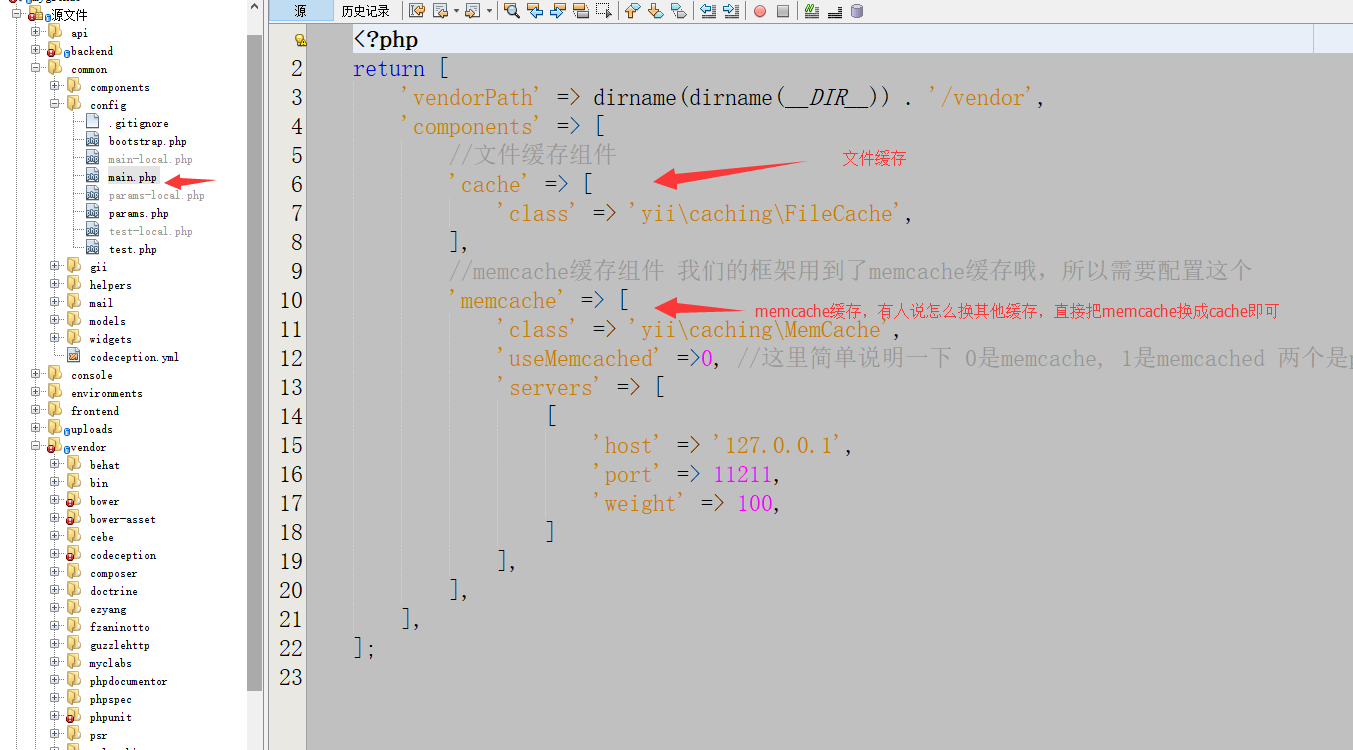 源文件
api
backend
common
components
config
.gitignore
bootstrap.php
main-local.php
main.php
params-local.php
params.php
test-local.php
test.php
gii
helpers
mail
models
widgets
codeception.yml
console
environments
frontend
uploads
vendor
behat
bin
bower
bower-asset
cebe
codeception
composer
doctrine
ezyang
fzaninotto
guzzlehttp
myclabs
phpdocumentor
phpspec
phpunit
psr
源 历史记录
<?php
2 return [
3 'vendorPath' => dirname(dirname(__DIR__)) . '/vendor',
4 'components' => [
5 //文件缓存组件
文件缓存
6 'cache' => [
7 'class' => 'yii\caching\FileCache',
8 ],
9 //memcache缓存组件 我们的框架用到了memcache缓存哦，所以需要配置这个
10 'memcache' => [
memcache缓存，有人说怎么换其他缓存，直接把memcache换成cache即可
11 'class' => 'yii\caching\MemCache',
12 'useMemcached' =>0, //这里简单说明一下 0是memcache, 1是memcached 两个是
13 'servers' => [
14 [
15 'host' => '127.0.0.1',
16 'port' => 11211,
17 'weight' => 100,
18 ]
19 ],
20 ],
21 ],
22 ];
23